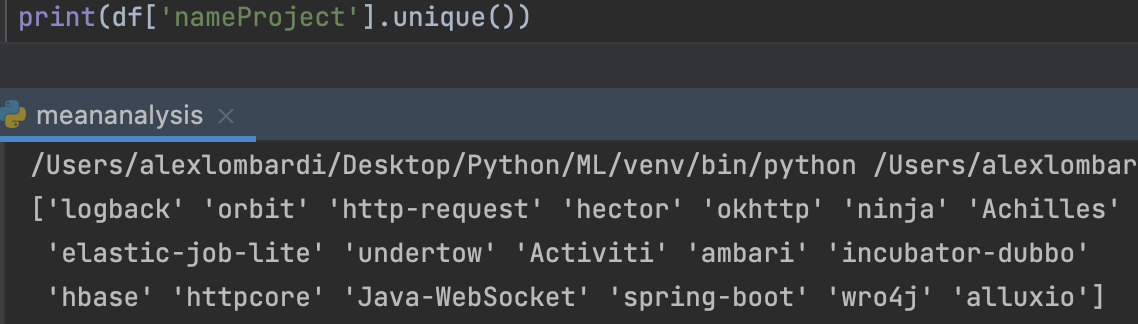 print(df['nameProject'].unique())
meananalysis ×
/Users/alexlombardi/Desktop/Python/ML/venv/bin/python /Users/alexlombar
['logback' 'orbit' 'http-request' 'hector' 'okhttp' 'ninja' 'Achilles'
 'elastic-job-lite' 'undertow' 'Activiti' 'ambari' 'incubator-dubbo'
 'hbase' 'httpcore' 'Java-WebSocket' 'spring-boot' 'wro4j' 'alluxio']